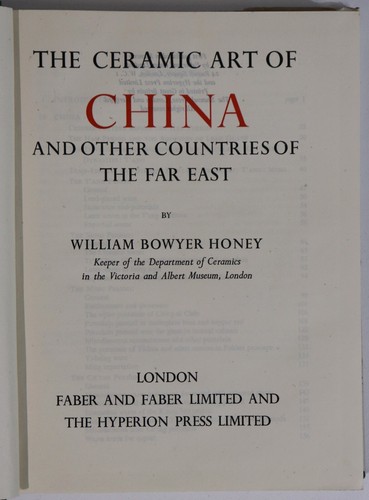 THE CERAMIC ART OF
CHINA
AND OTHER COUNTRIES OF
THE FAR EAST
BY
WILLIAM BOWYER HONEY
Keeper of the Department of Ceramics
in the Victoria and Albert Museum, London
LONDON
FABER AND FABER LIMITED AND
THE HYPERION PRESS LIMITED